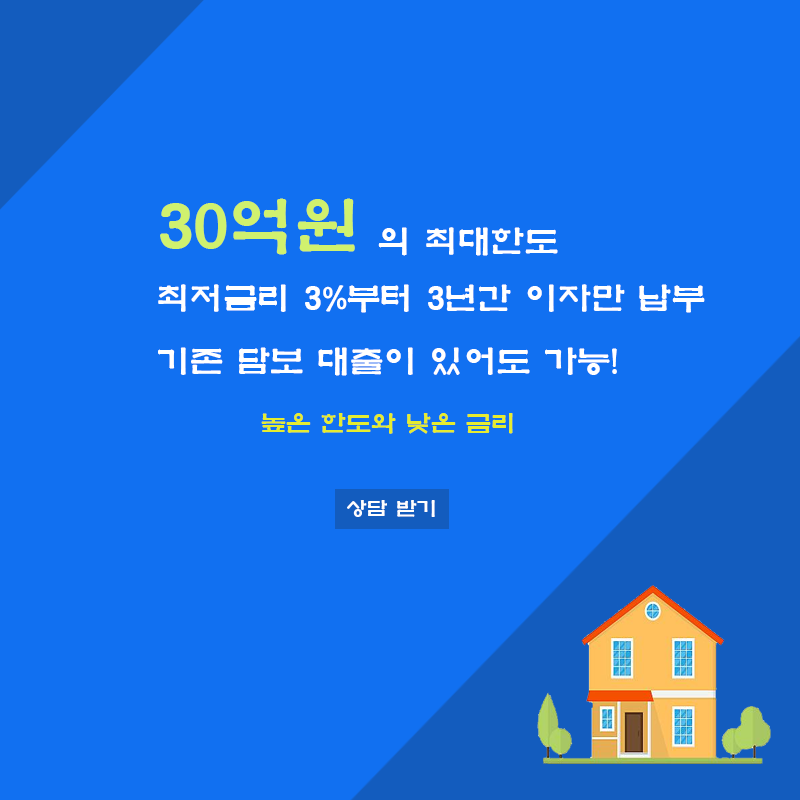 30억원 의 최대한도
최저금리 3%부터 3년간 이자만 납부
기존 담보 대출이 있어도 가능!
높은 한도와 낮은 금리
상담 받기